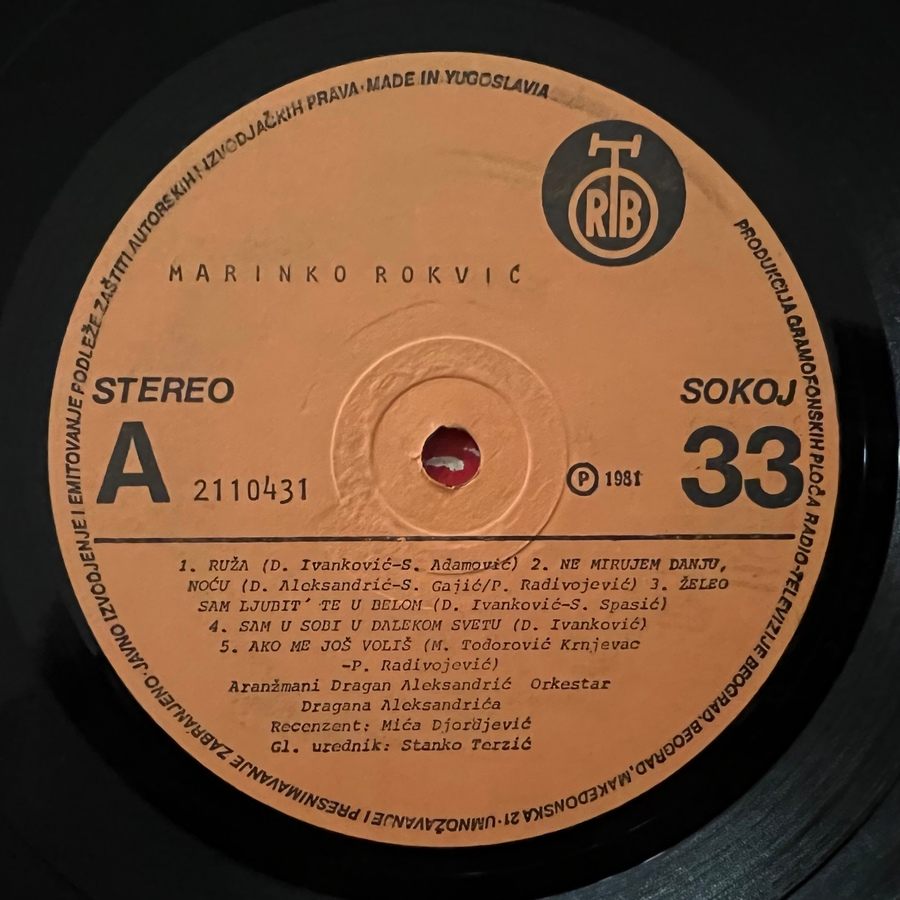 PRODUKCIJA GRAMOFONSKIH PLOČA RADIO-TELEVIZIJE BEOGRAD, BEOGRAD, MAKEDONSKA 21 · UMNOŽAVANJE I PRESNIMAVANJE ZABRANJENO · JAVNO IZVODJENJE I EMITOVANJE PODLEŽE ZAŠTITI AUTORSKIH I IZVODJAČKIH PRAVA · MADE IN YUGOSLAVIA
RTB
MARINKO ROKVIĆ
STEREO
SOKOJ
A 2110431
Ⓟ 1981
33
1. RUŽA (D. Ivanković-S. Adamović) 2. NE MIRUJEM DANJU,
NOĆU (D. Aleksandrić-S. Gajić/P. Radivojević) 3. ŽELEO
SAM LJUBIT' TE U BELOM (D. Ivanković-S. Spasić)
4. SAM U SOBI U DALEKOM SVETU (D. Ivanković)
5. AKO ME JOŠ VOLIŠ (M. Todorović Krnjevac
-P. Radivojević)
Aranžmani Dragan Aleksandrić Orkestar
Dragana Aleksandrića
Recenzent: Mića Djordjević
Gl. urednik: Stanko Terzić